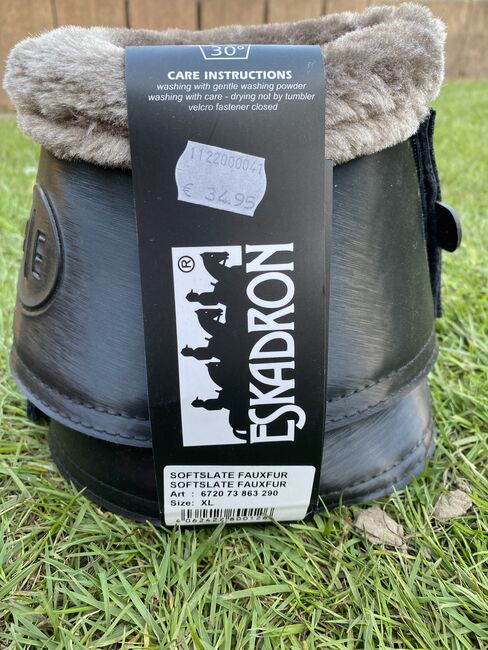 30°
CARE INSTRUCTIONS
washing with gentle washing powder
washing with care - drying not by tumbler
velcro fastener closed
1122000041
€ 34.95
®
ESKADRON
SOFTSLATE FAUXFUR
SOFTSLATE FAUXFUR
Art : 6720 73 863 290
Size: XL